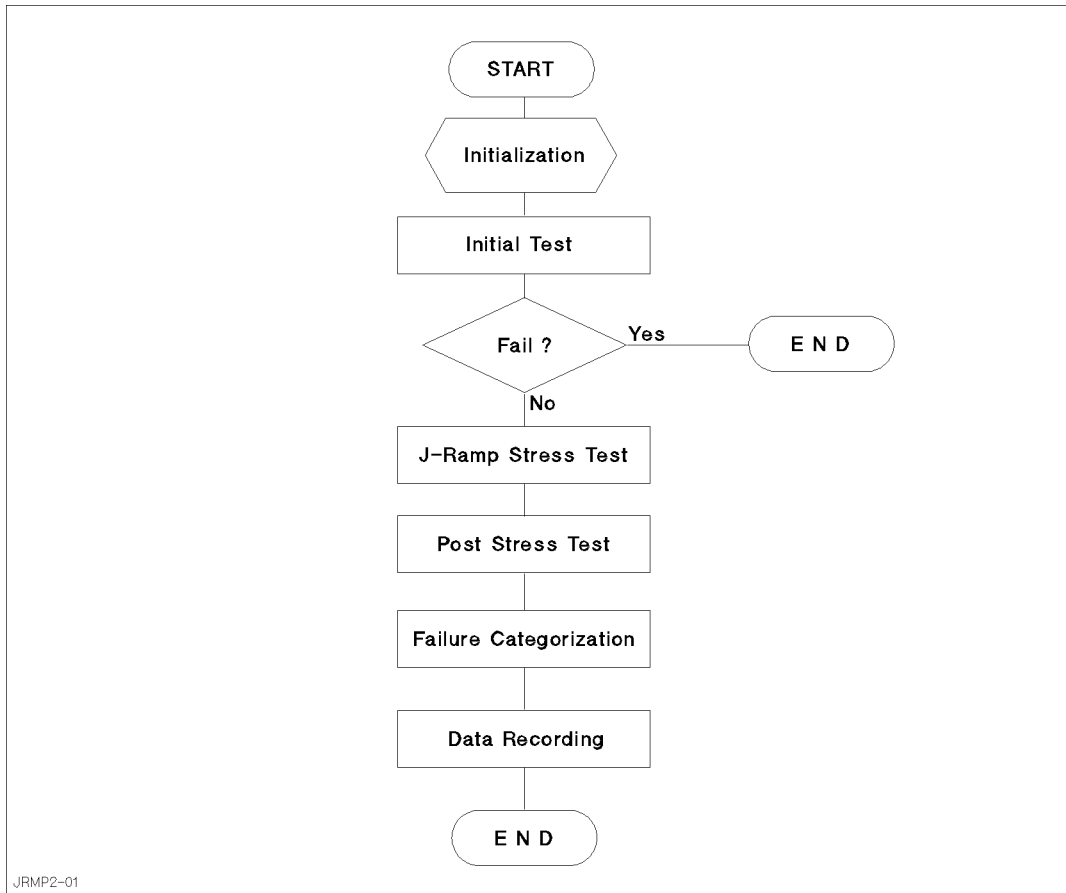 START
Initialization
Initial Test
Fail ?
Yes
E N D
No
J-Ramp Stress Test
Post Stress Test
Failure Categorization
Data Recording
E N D
JRMP2-01